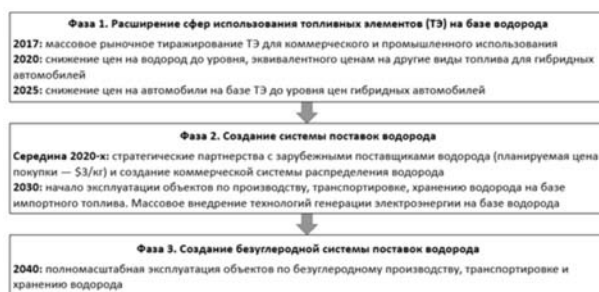 Фаза 1. Расширение сфер использования топливных элементов (ТЭ) на базе водорода
2017: массовое рыночное тиражирование ТЭ для коммерческого и промышленного использования
2020: снижение цен на водород до уровня, эквивалентного ценам на другие виды топлива для гибридных
автомобилей
2025: снижение цен на автомобили на базе ТЭ до уровня цен гибридных автомобилей
Фаза 2. Создание системы поставок водорода
Середина 2020-х: стратегические партнерства с зарубежными поставщиками водорода (планируемая цена
покупки — $3/кг) и создание коммерческой системы распределения водорода
2030: начало эксплуатации объектов по производству, транспортировке, хранению водорода на базе
импортного топлива. Массовое внедрение технологий генерации электроэнергии на базе водорода
Фаза 3. Создание безуглеродной системы поставок водорода
2040: полномасштабная эксплуатация объектов по безуглеродному производству, транспортировке и
хранению водорода